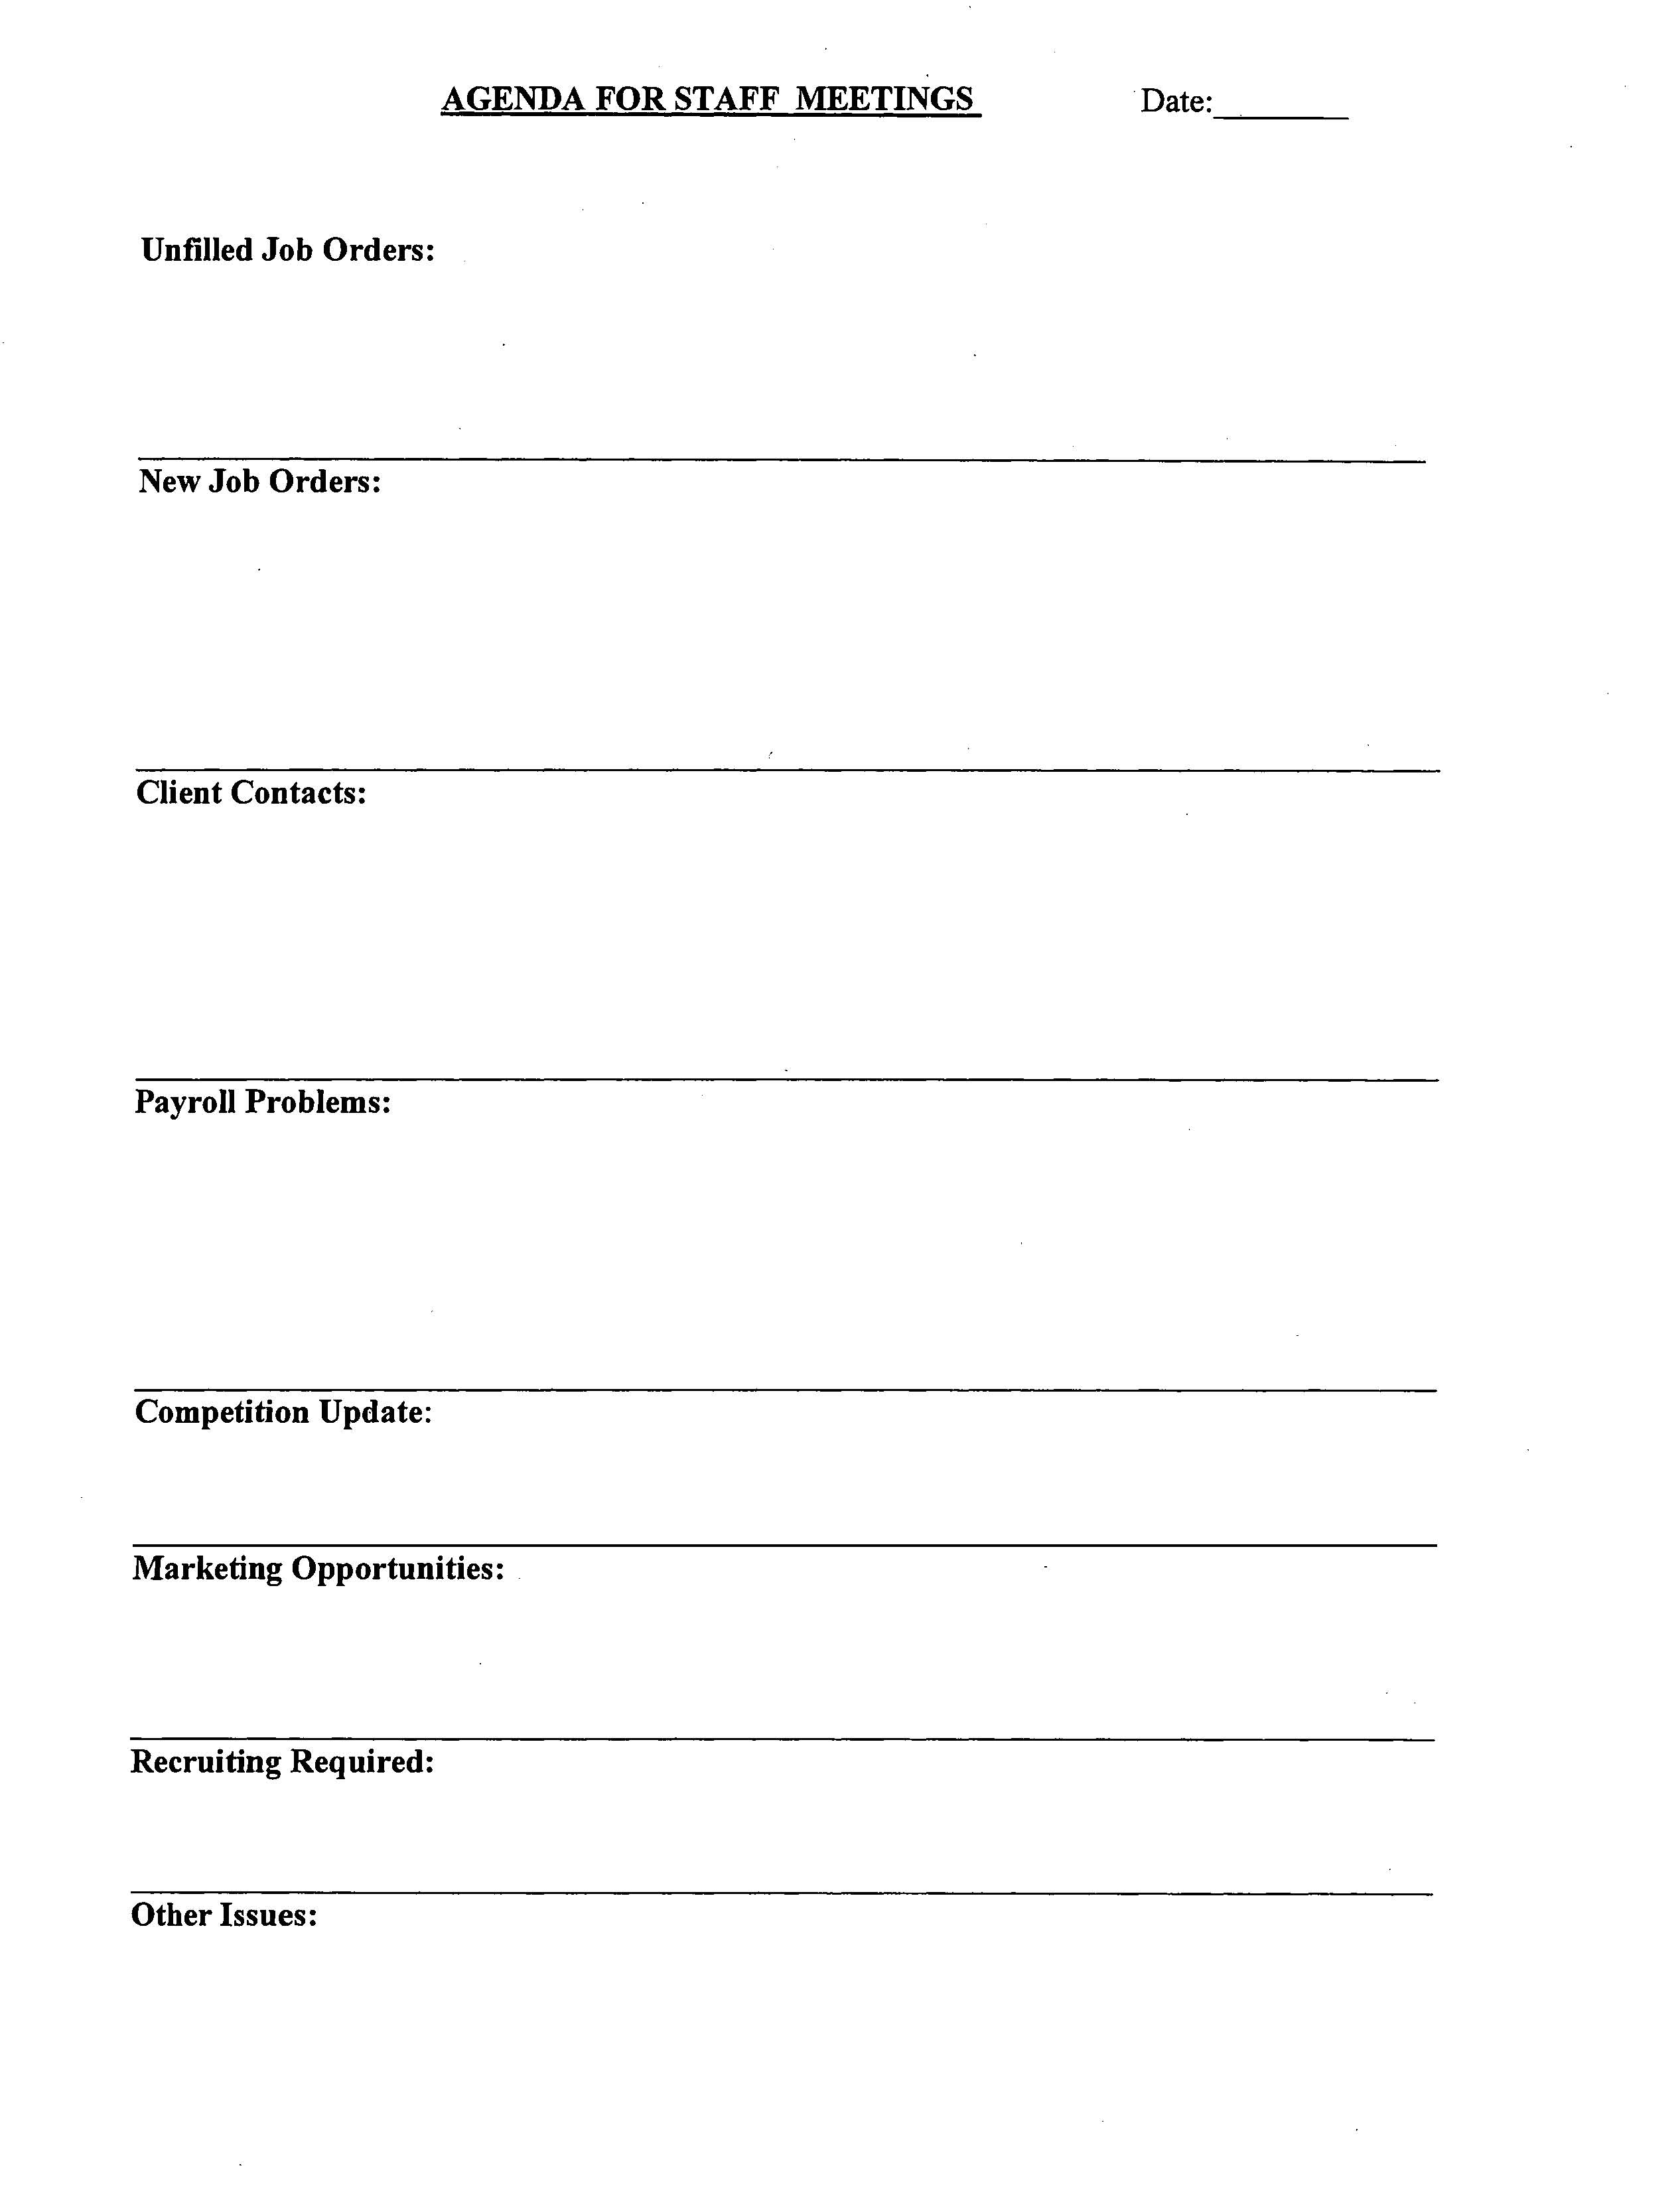 AGENDA FOR STAFF MEETINGS Date:
Unfilled Job Orders:
New Job Orders:
Client Contacts:
Payroll Problems:
Competition Update:
Marketing Opportunities:
Recruiting Required:
Other Issues: